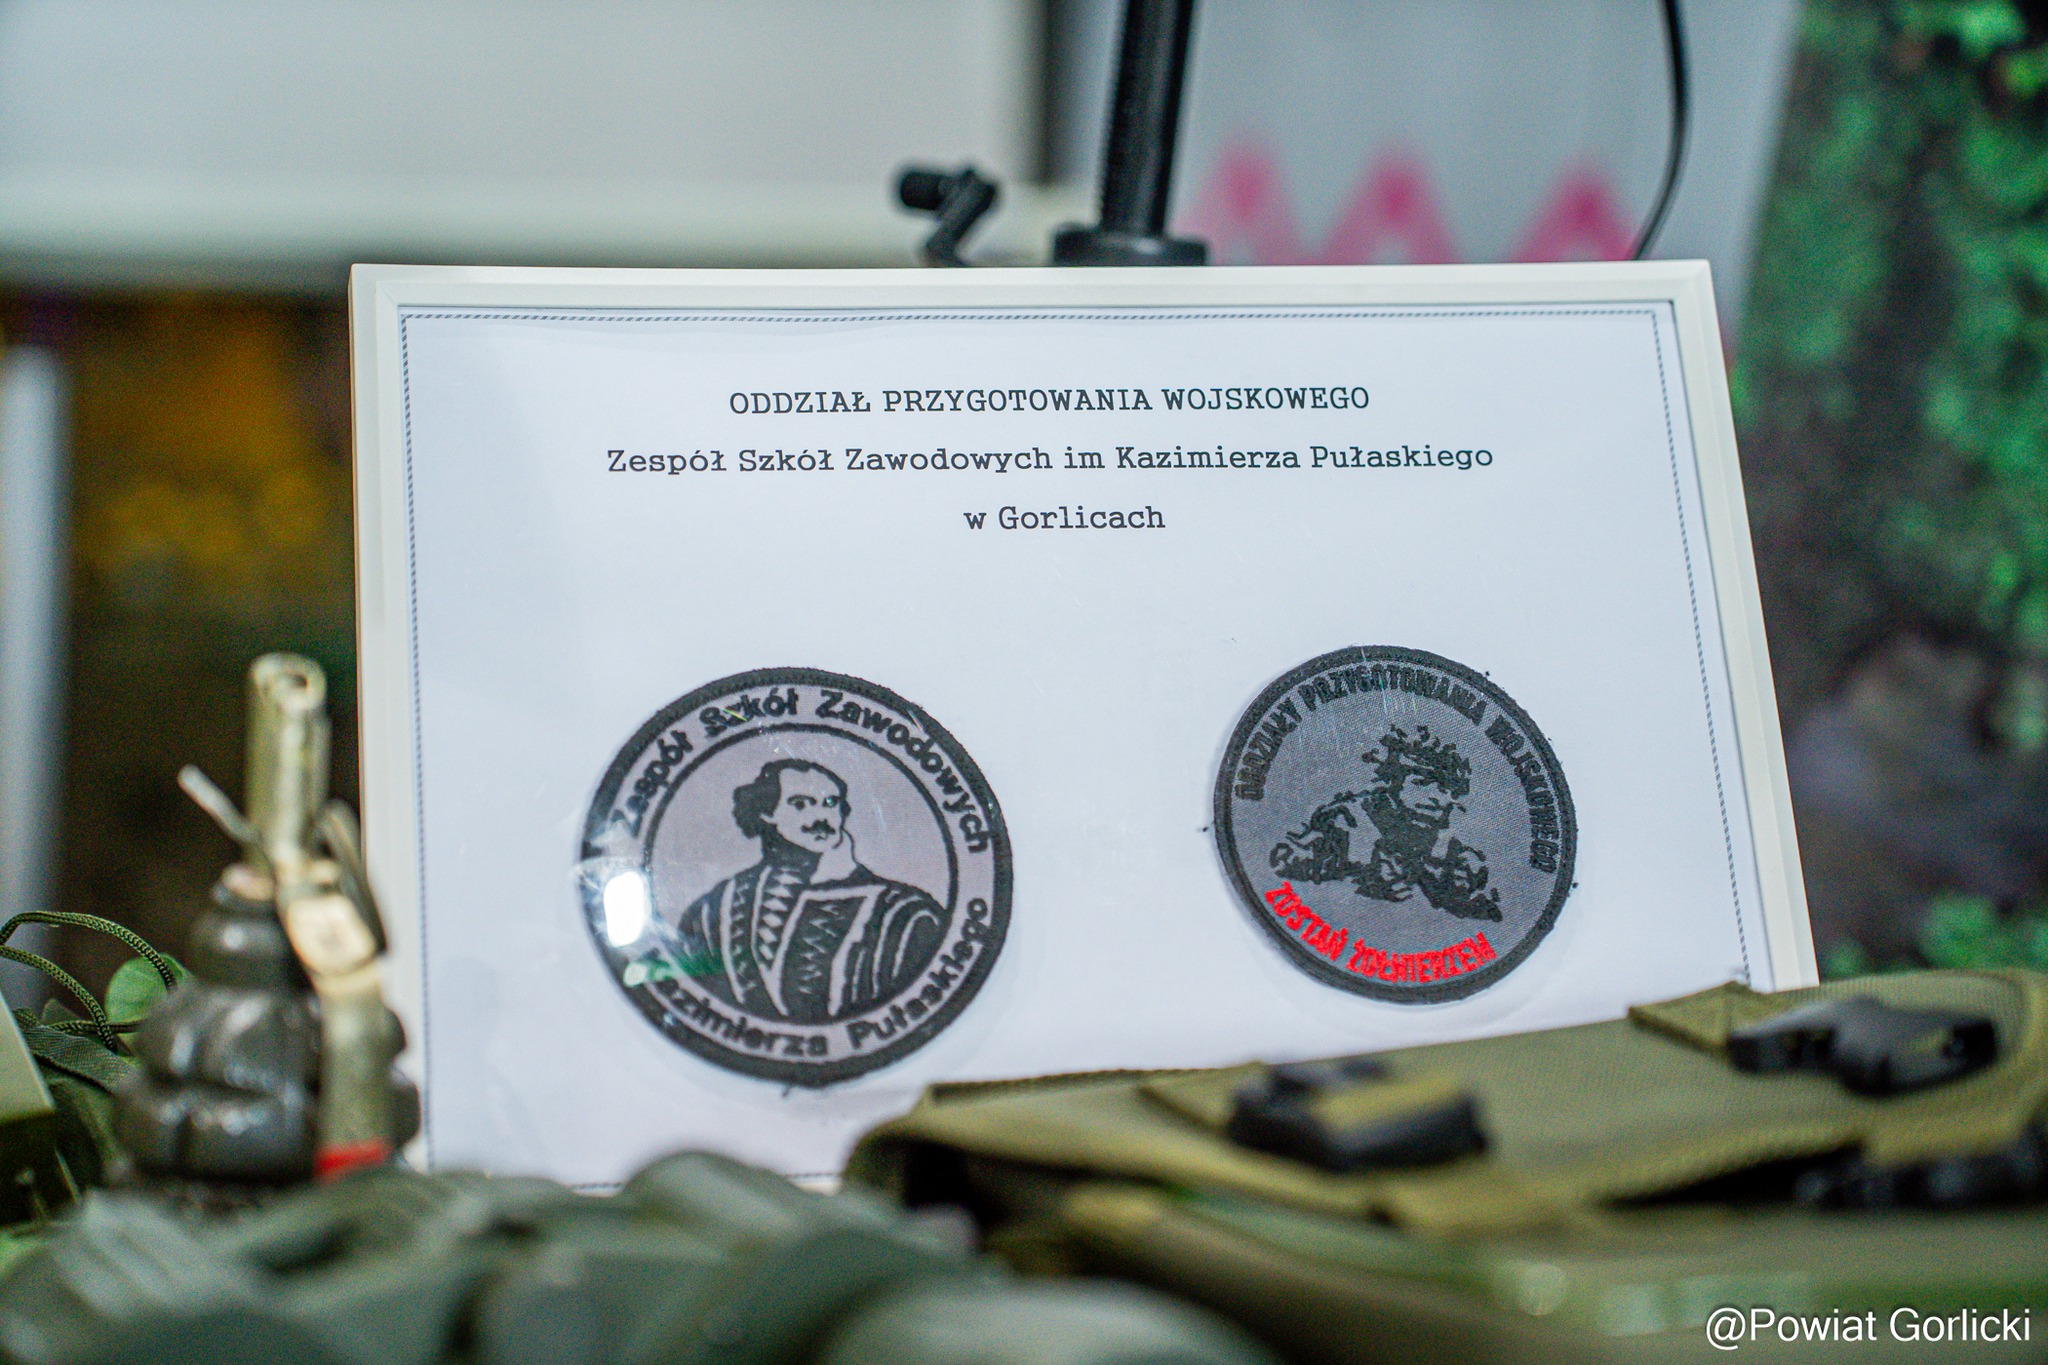 ODDZIAŁ PRZYGOTOWANIA WOJSKOWEGO
Zespół Szkół Zawodowych im Kazimierza Pułaskiego
w Gorlicach
Zespół Szkół Zawodowych
Kazimierza Pułaskiego
ODDZIAŁY PRZYGOTOWANIA WOJSKOWEGO
ZOSTAŃ ŻOŁNIERZEM
@Powiat Gorlicki